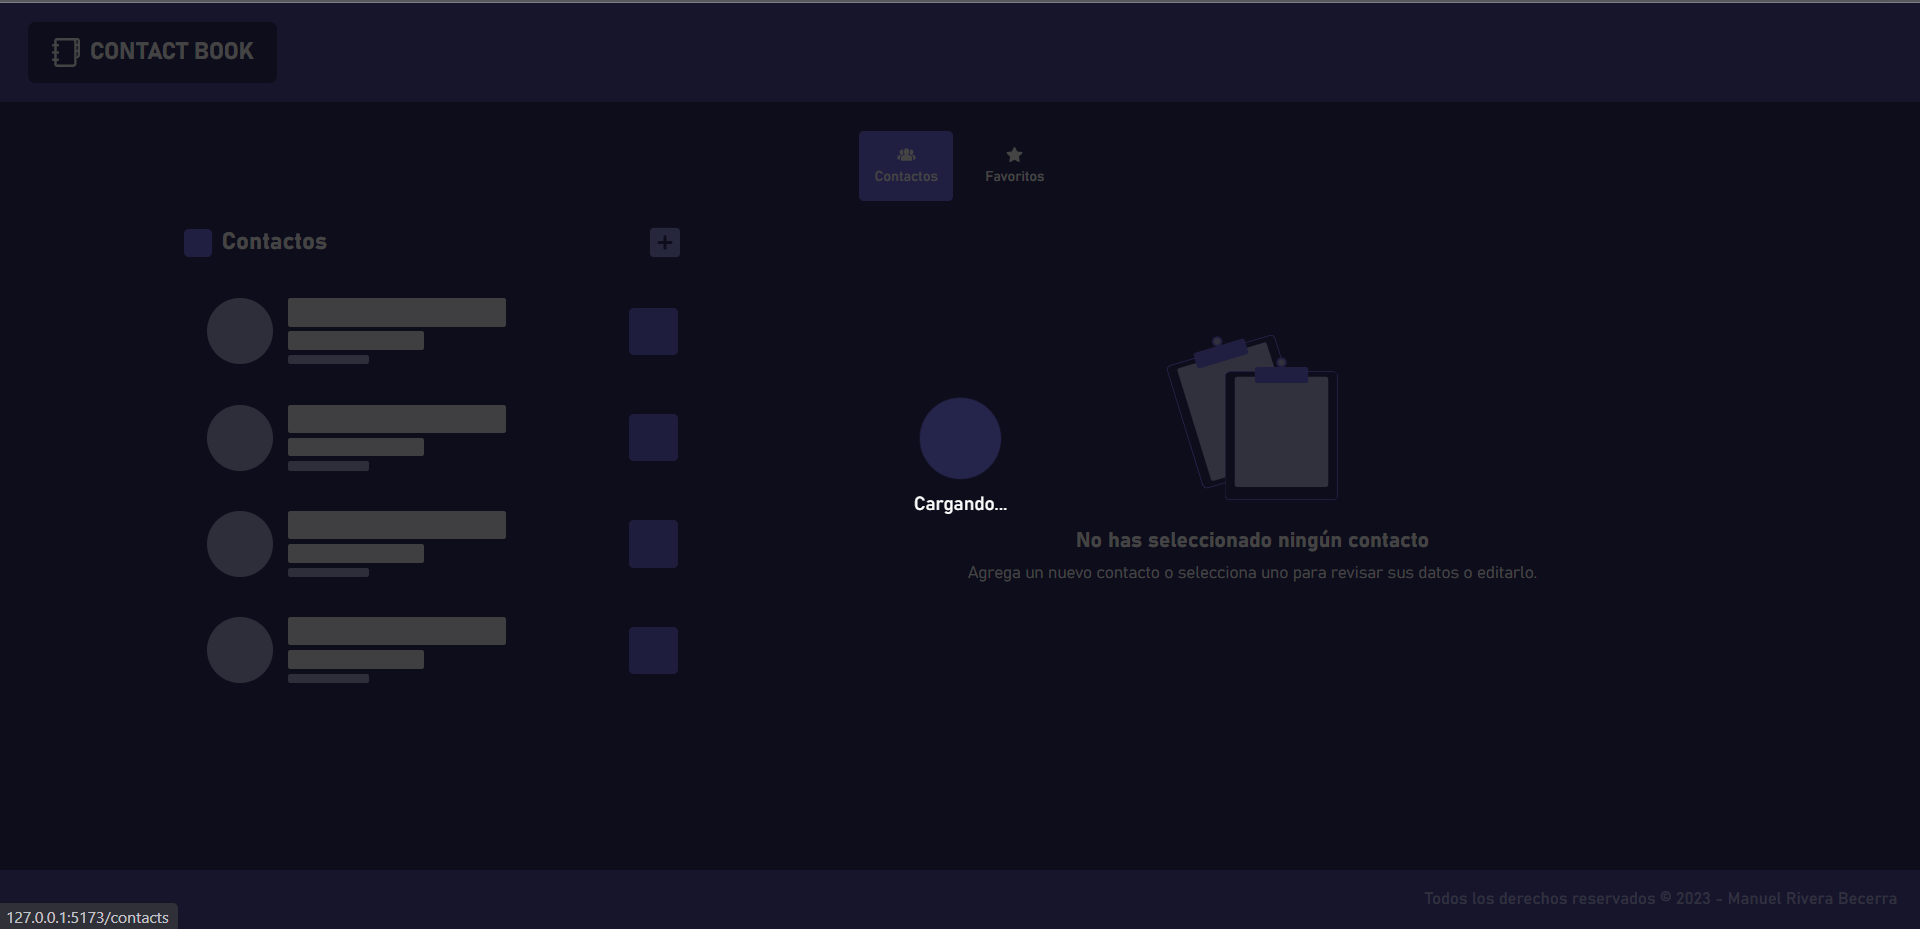 CONTACT BOOK
Contactos
Favoritos
Contactos
Cargando...
No has seleccionado ningún contacto
Agrega un nuevo contacto o selecciona uno para revisar sus datos o editarlo.
Todos los derechos reservados © 2023 - Manuel Rivera Becerra
127.0.0.1:5173/contacts